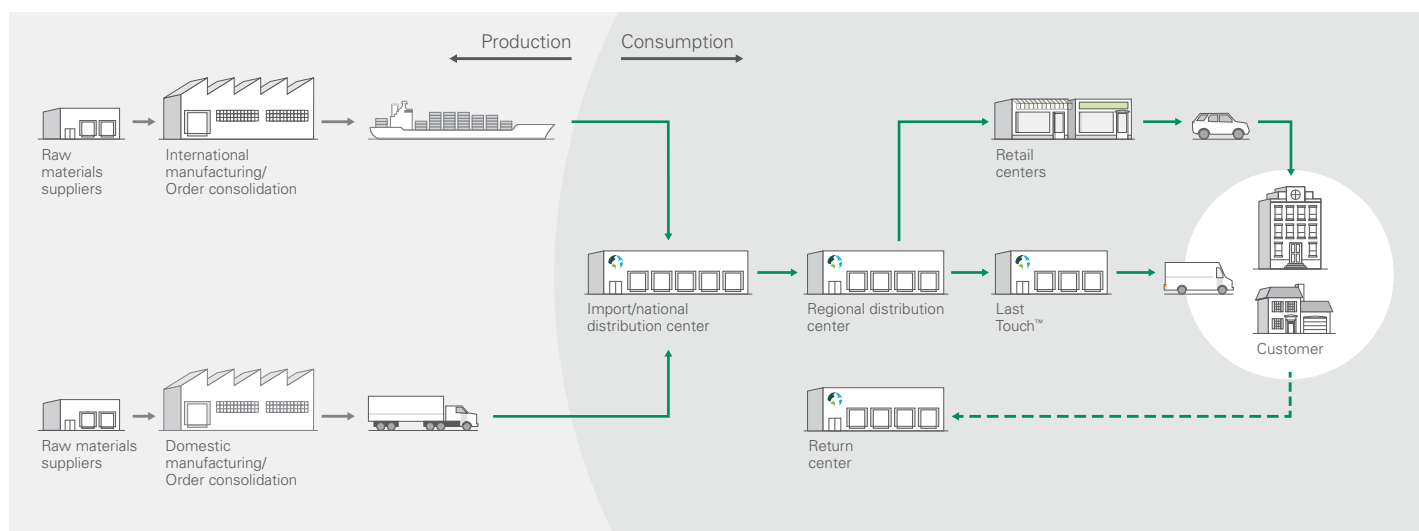 Production
Consumption
Raw
materials
suppliers
International
manufacturing/
Order consolidation
Retail
centers
Import/national
distribution center
Regional distribution
center
Last
Touch™
Customer
Raw materials
suppliers
Domestic
manufacturing/
Order consolidation
Return
center